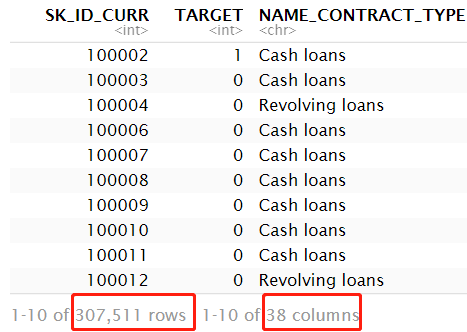 SK_ID_CURR TARGET NAME_CONTRACT_TYPE
<int> <int> <chr>
100002 1 Cash loans
100003 0 Cash loans
100004 0 Revolving loans
100006 0 Cash loans
100007 0 Cash loans
100008 0 Cash loans
100009 0 Cash loans
100010 0 Cash loans
100011 0 Cash loans
100012 0 Revolving loans
1-10 of 307,511 rows 1-10 of 38 columns